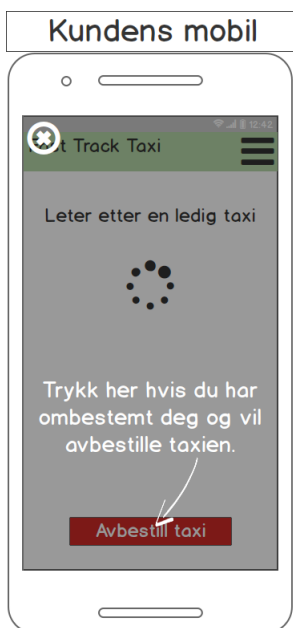 Kundens mobil
12:42
Fast Track Taxi
Leter etter en ledig taxi
Trykk her hvis du har
ombestemt deg og vil
avbestille taxien.
Avbestill taxi